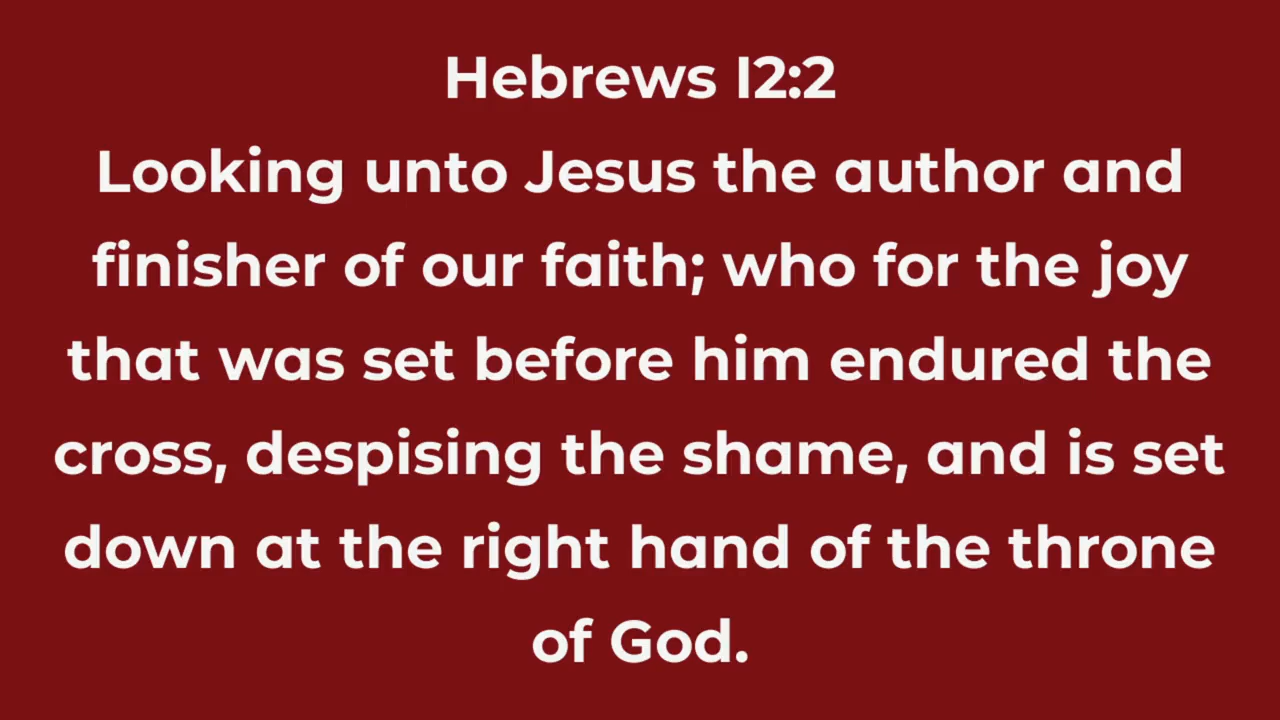 Hebrews I2:2
Looking unto Jesus the author and
finisher of our faith; who for the joy
that was set before him endured the
cross, despising the shame, and is set
down at the right hand of the throne
of God.